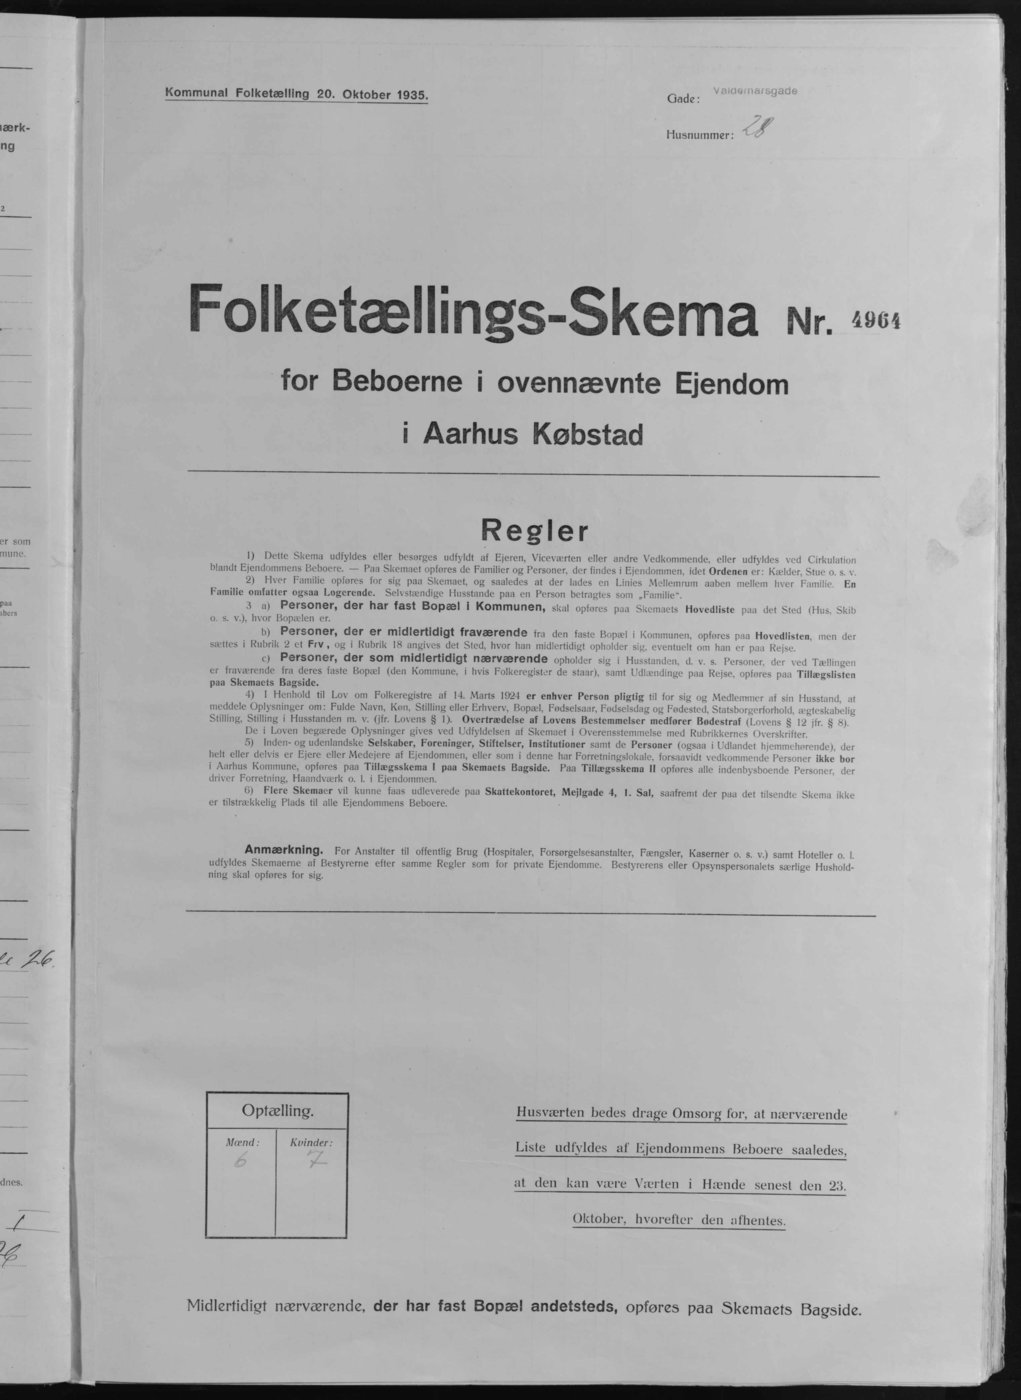 Kommunal Folketælling 20. Oktober 1935.
Gade: Valdemarsgade
Husnummer: 28
Folketællings-Skema Nr. 4964
for Beboerne i ovennævnte Ejendom
i Aarhus Købstad
Regler
1) Dette Skema udfyldes eller besørges udfyldt af Ejeren, Viceværten eller andre Vedkommende, eller udfyldes ved Cirkulation
blandt Ejendommens Beboere. — Paa Skemaet opføres de Familier og Personer, der findes i Ejendommen, idet Ordenen er: Kælder, Stue o. s. v.
2) Hver Familie opføres for sig paa Skemaet, og saaledes at der lades en Linies Mellemrum aaben mellem hver Familie. En
Familie omfatter ogsaa Logerende. Selvstændige Husstande paa en Person betragtes som „Familie“.
3 a) Personer, der har fast Bopæl i Kommunen, skal opføres paa Skemaets Hovedliste paa det Sted (Hus, Skib
o. s. v.), hvor Bopælen er.
b) Personer, der er midlertidigt fraværende fra den faste Bopæl i Kommunen, opføres paa Hovedlisten, men der
sættes i Rubrik 2 et Frv, og i Rubrik 18 angives det Sted, hvor han midlertidigt opholder sig, eventuelt om han er paa Rejse.
c) Personer, der som midlertidigt nærværende opholder sig i Husstanden, d. v. s. Personer, der ved Tællingen
er fraværende fra deres faste Bopæl (den Kommune, i hvis Folkeregister de staar), samt Udlændinge paa Rejse, opføres paa Tillægslisten
paa Skemaets Bagside.
4) I Henhold til Lov om Folkeregistre af 14. Marts 1924 er enhver Person pligtig til for sig og Medlemmer af sin Husstand, at
meddele Oplysninger om: Fulde Navn, Køn, Stilling eller Erhverv, Bopæl, Fødselsaar, Fødselsdag og Fødested, Statsborgerforhold, ægteskabelig
Stilling, Stilling i Husstanden m. v. (jfr. Lovens § 1). Overtrædelse af Lovens Bestemmelser medfører Bødestraf (Lovens § 12 jfr. § 8).
De i Loven begærede Oplysninger gives ved Udfyldelsen af Skemaet i Overensstemmelse med Rubrikkernes Overskrifter.
5) Inden- og udenlandske Selskaber, Foreninger, Stiftelser, Institutioner samt de Personer (ogsaa i Udlandet hjemmehørende), der
helt eller delvis er Ejere eller Medejere af Ejendommen, eller som i denne har Forretningslokale, forsaavidt vedkommende Personer ikke bor
i Aarhus Kommune, opføres paa Tillægsskema I paa Skemaets Bagside. Paa Tillægsskema II opføres alle indenbysboende Personer, der
driver Forretning, Haandværk o. l. i Ejendommen.
6) Flere Skemaer vil kunne faas udleverede paa Skattekontoret, Mejlgade 4, 1. Sal, saafremt der paa det tilsendte Skema ikke
er tilstrækkelig Plads til alle Ejendommens Beboere.
Anmærkning. For Anstalter til offentlig Brug (Hospitaler, Forsørgelsesanstalter, Fængsler, Kaserner o. s. v.) samt Hoteller o. l.
udfyldes Skemaerne af Bestyrerne efter samme Regler som for private Ejendomme. Bestyrerens eller Opsynspersonalets særlige Hushold-
ning skal opføres for sig.
Optælling.
Mænd: Kvinder:
6 7
Husværten bedes drage Omsorg for, at nærværende
Liste udfyldes af Ejendommens Beboere saaledes,
at den kan være Værten i Hænde senest den 23.
Oktober, hvorefter den afhentes.
Midlertidigt nærværende, der har fast Bopæl andetsteds, opføres paa Skemaets Bagside.